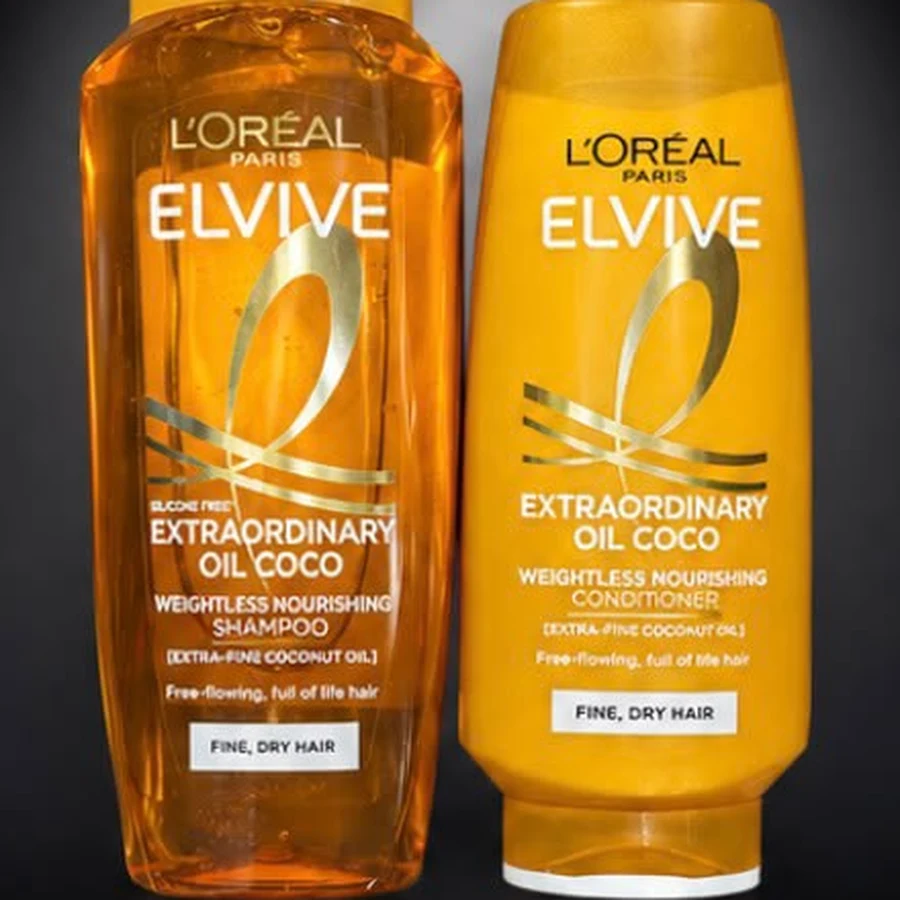 L'ORÉAL
PARIS
ELVIVE
SILICONE FREE
EXTRAORDINARY
OIL COCO
WEIGHTLESS NOURISHING
SHAMPOO
[EXTRA-FINE COCONUT OIL]
Free-flowing, full of life hair
FINE, DRY HAIR
L'ORÉAL
PARIS
ELVIVE
EXTRAORDINARY
OIL COCO
WEIGHTLESS NOURISHING
CONDITIONER
[EXTRA-FINE COCONUT OIL]
Free-flowing, full of life hair
FINE, DRY HAIR